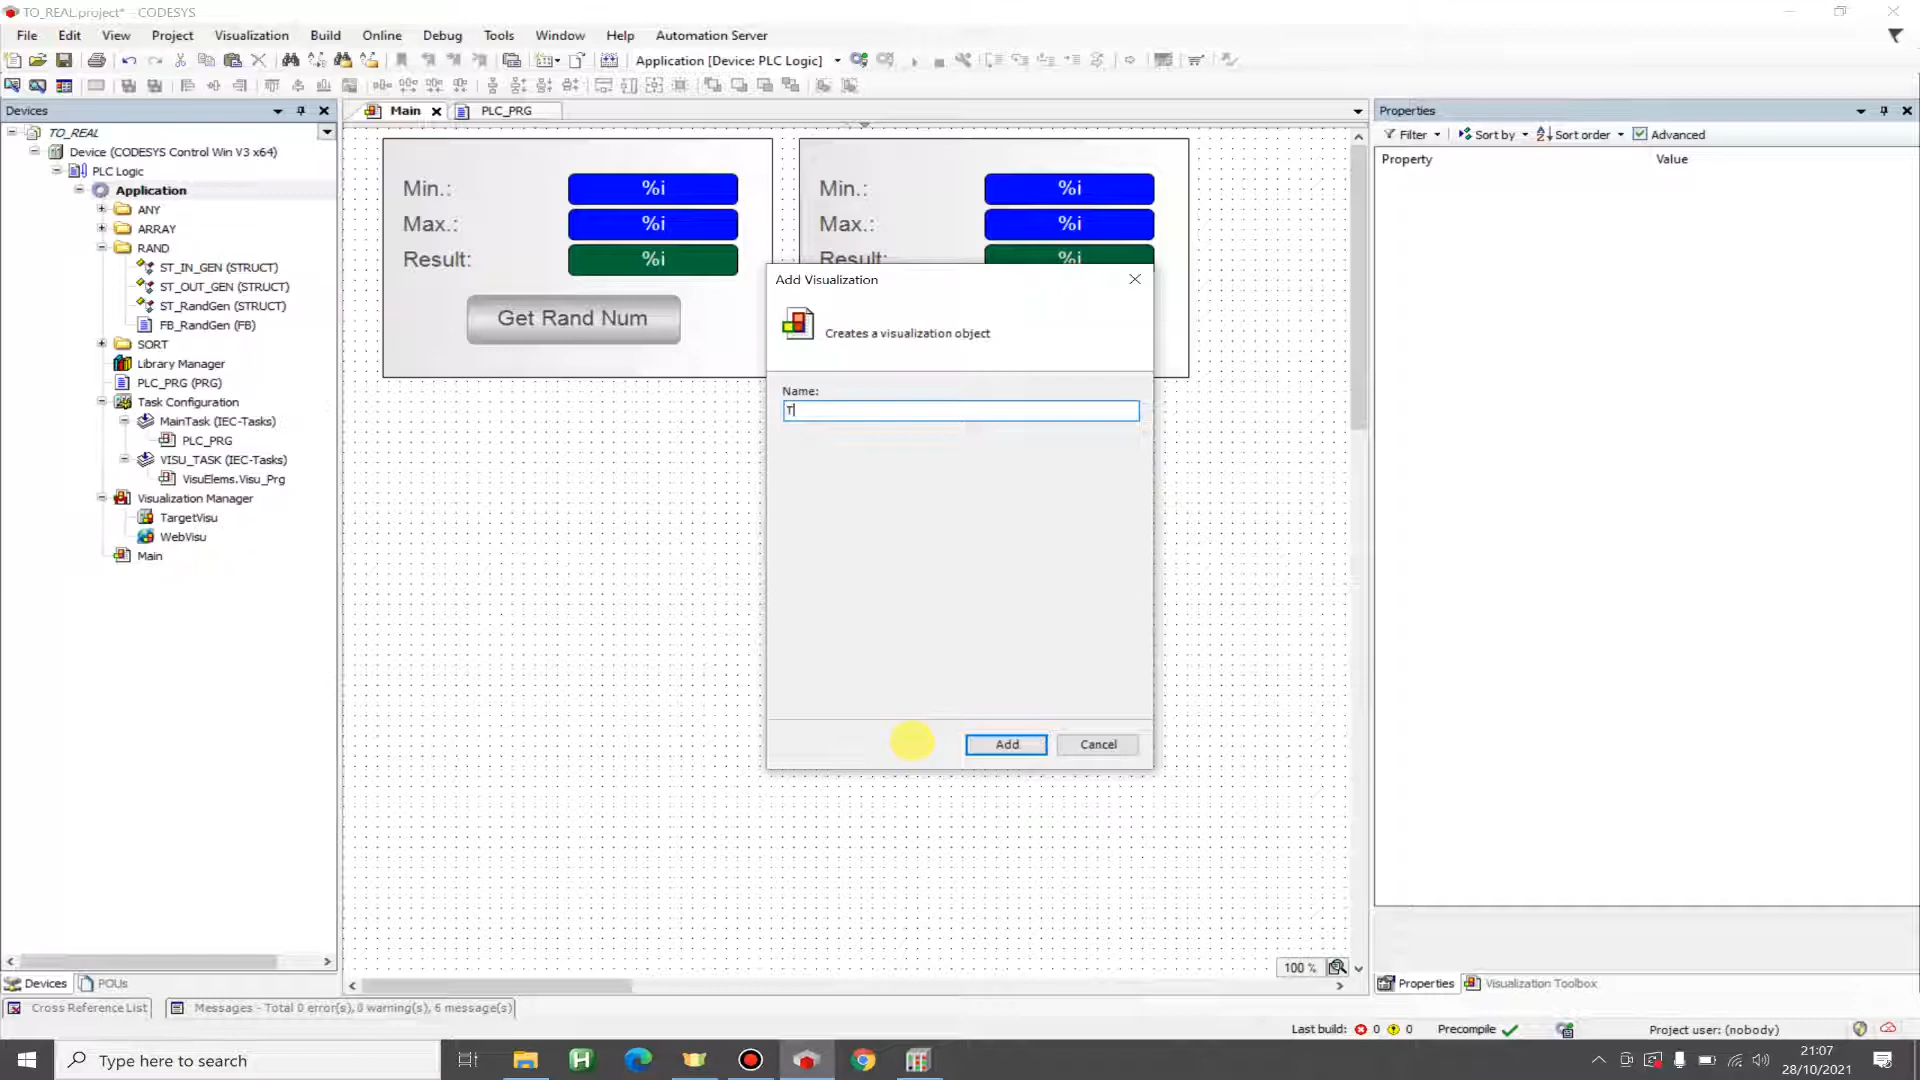 TO_REAL.project* - CODESYS
File Edit View Project Visualization Build Online Debug Tools Window Help Automation Server
Application [Device: PLC Logic]
Devices
Main
PLC_PRG
Properties
Filter Sort by Sort order Advanced
Property Value
TO_REAL
Device (CODESYS Control Win V3 x64)
PLC Logic
Application
ANY
ARRAY
RAND
ST_IN_GEN (STRUCT)
ST_OUT_GEN (STRUCT)
ST_RandGen (STRUCT)
FB_RandGen (FB)
SORT
Library Manager
PLC_PRG (PRG)
Task Configuration
MainTask (IEC-Tasks)
PLC_PRG
VISU_TASK (IEC-Tasks)
VisuElems.Visu_Prg
Visualization Manager
TargetVisu
WebVisu
Main
Min.: %i
Max.: %i
Result: %i
Get Rand Num
Min.: %i
Max.: %i
Result: %i
Add Visualization
Creates a visualization object
Name:
T
Add Cancel
100 %
Devices POUs
Properties Visualization Toolbox
Cross Reference List Messages - Total 0 error(s), 0 warning(s), 6 message(s)
Last build: 0 0 Precompile Project user: (nobody)
Type here to search
21:07
28/10/2021